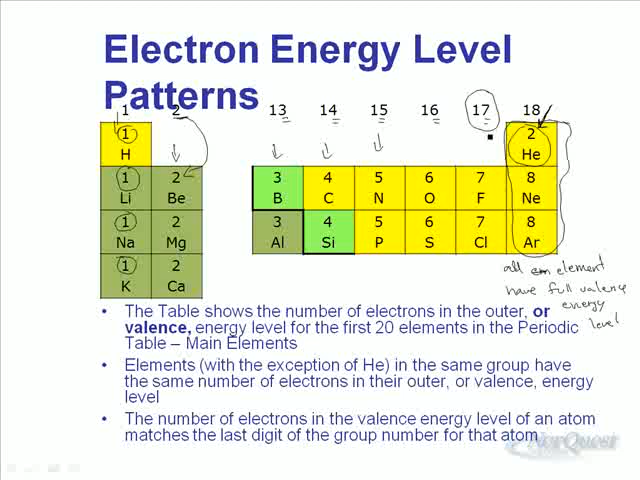 Electron Energy Level
Patterns
1 2 13 14 15 16 17 18
1 2
H He
1 2 3 4 5 6 7 8
Li Be B C N O F Ne
1 2 3 4 5 6 7 8
Na Mg Al Si P S Cl Ar
1 2
K Ca
all element
have full valence
energy
level
• The Table shows the number of electrons in the outer, or
valence, energy level for the first 20 elements in the Periodic
Table – Main Elements
• Elements (with the exception of He) in the same group have
the same number of electrons in their outer, or valence, energy
level
• The number of electrons in the valence energy level of an atom
matches the last digit of the group number for that atom
NorQuest